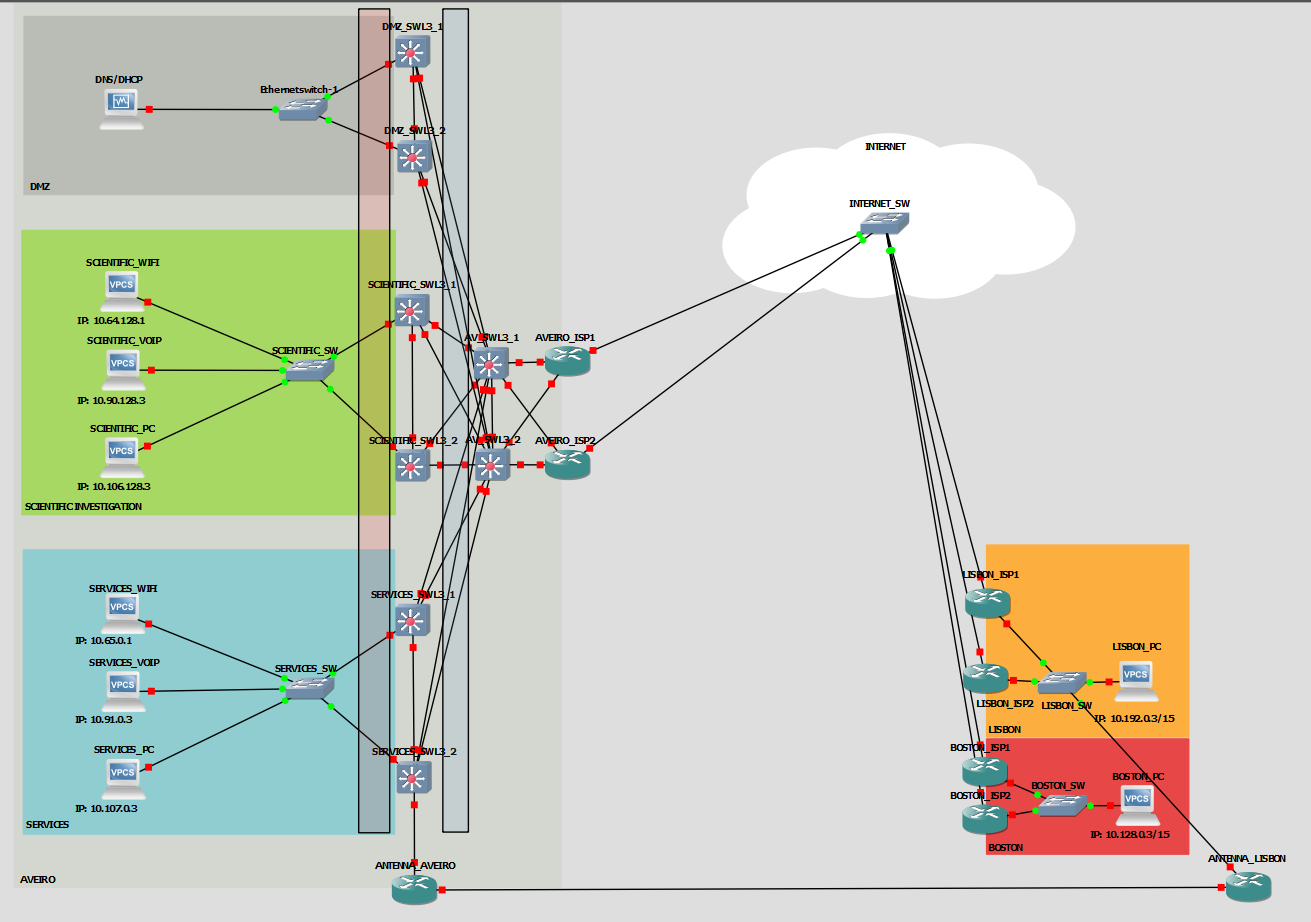 DMZ_SWL3_1
DNS/DHCP
Ethernetswitch-1
DMZ_SWL3_2
DMZ
INTERNET
INTERNET_SW
SCIENTIFIC_WIFI
VPCS
IP: 10.64.128.1
SCIENTIFIC_SWL3_1
SCIENTIFIC_VOIP
VPCS
IP: 10.90.128.3
SCIENTIFIC_SW
AV_SWL3_1
AVEIRO_ISP1
SCIENTIFIC_PC
VPCS
IP: 10.106.128.3
SCIENTIFIC_SWL3_2
AV_SWL3_2
AVEIRO_ISP2
SCIENTIFIC INVESTIGATION
SERVICES_WIFI
VPCS
IP: 10.65.0.1
SERVICES_SWL3_1
SERVICES_VOIP
VPCS
IP: 10.91.0.3
SERVICES_SW
SERVICES_PC
VPCS
IP: 10.107.0.3
SERVICES_SWL3_2
SERVICES
LISBON_ISP1
LISBON_PC
VPCS
LISBON_ISP2
LISBON_SW
IP: 10.192.0.3/15
LISBON
BOSTON_ISP1
BOSTON_PC
VPCS
BOSTON_ISP2
BOSTON_SW
IP: 10.128.0.3/15
BOSTON
ANTENNA_AVEIRO
ANTENNA_LISBON
AVEIRO